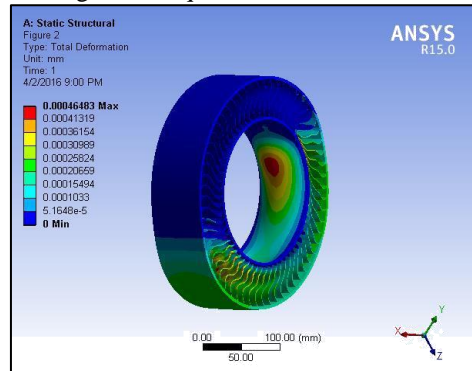 A: Static Structural
Figure 2
Type: Total Deformation
Unit: mm
Time: 1
4/2/2016 9:00 PM
0.00046483 Max
0.00041319
0.00036154
0.00030989
0.00025824
0.00020659
0.00015494
0.0001033
5.1648e-5
0 Min
ANSYS
R15.0
0.00 100.00 (mm)
50.00
X
Y
Z